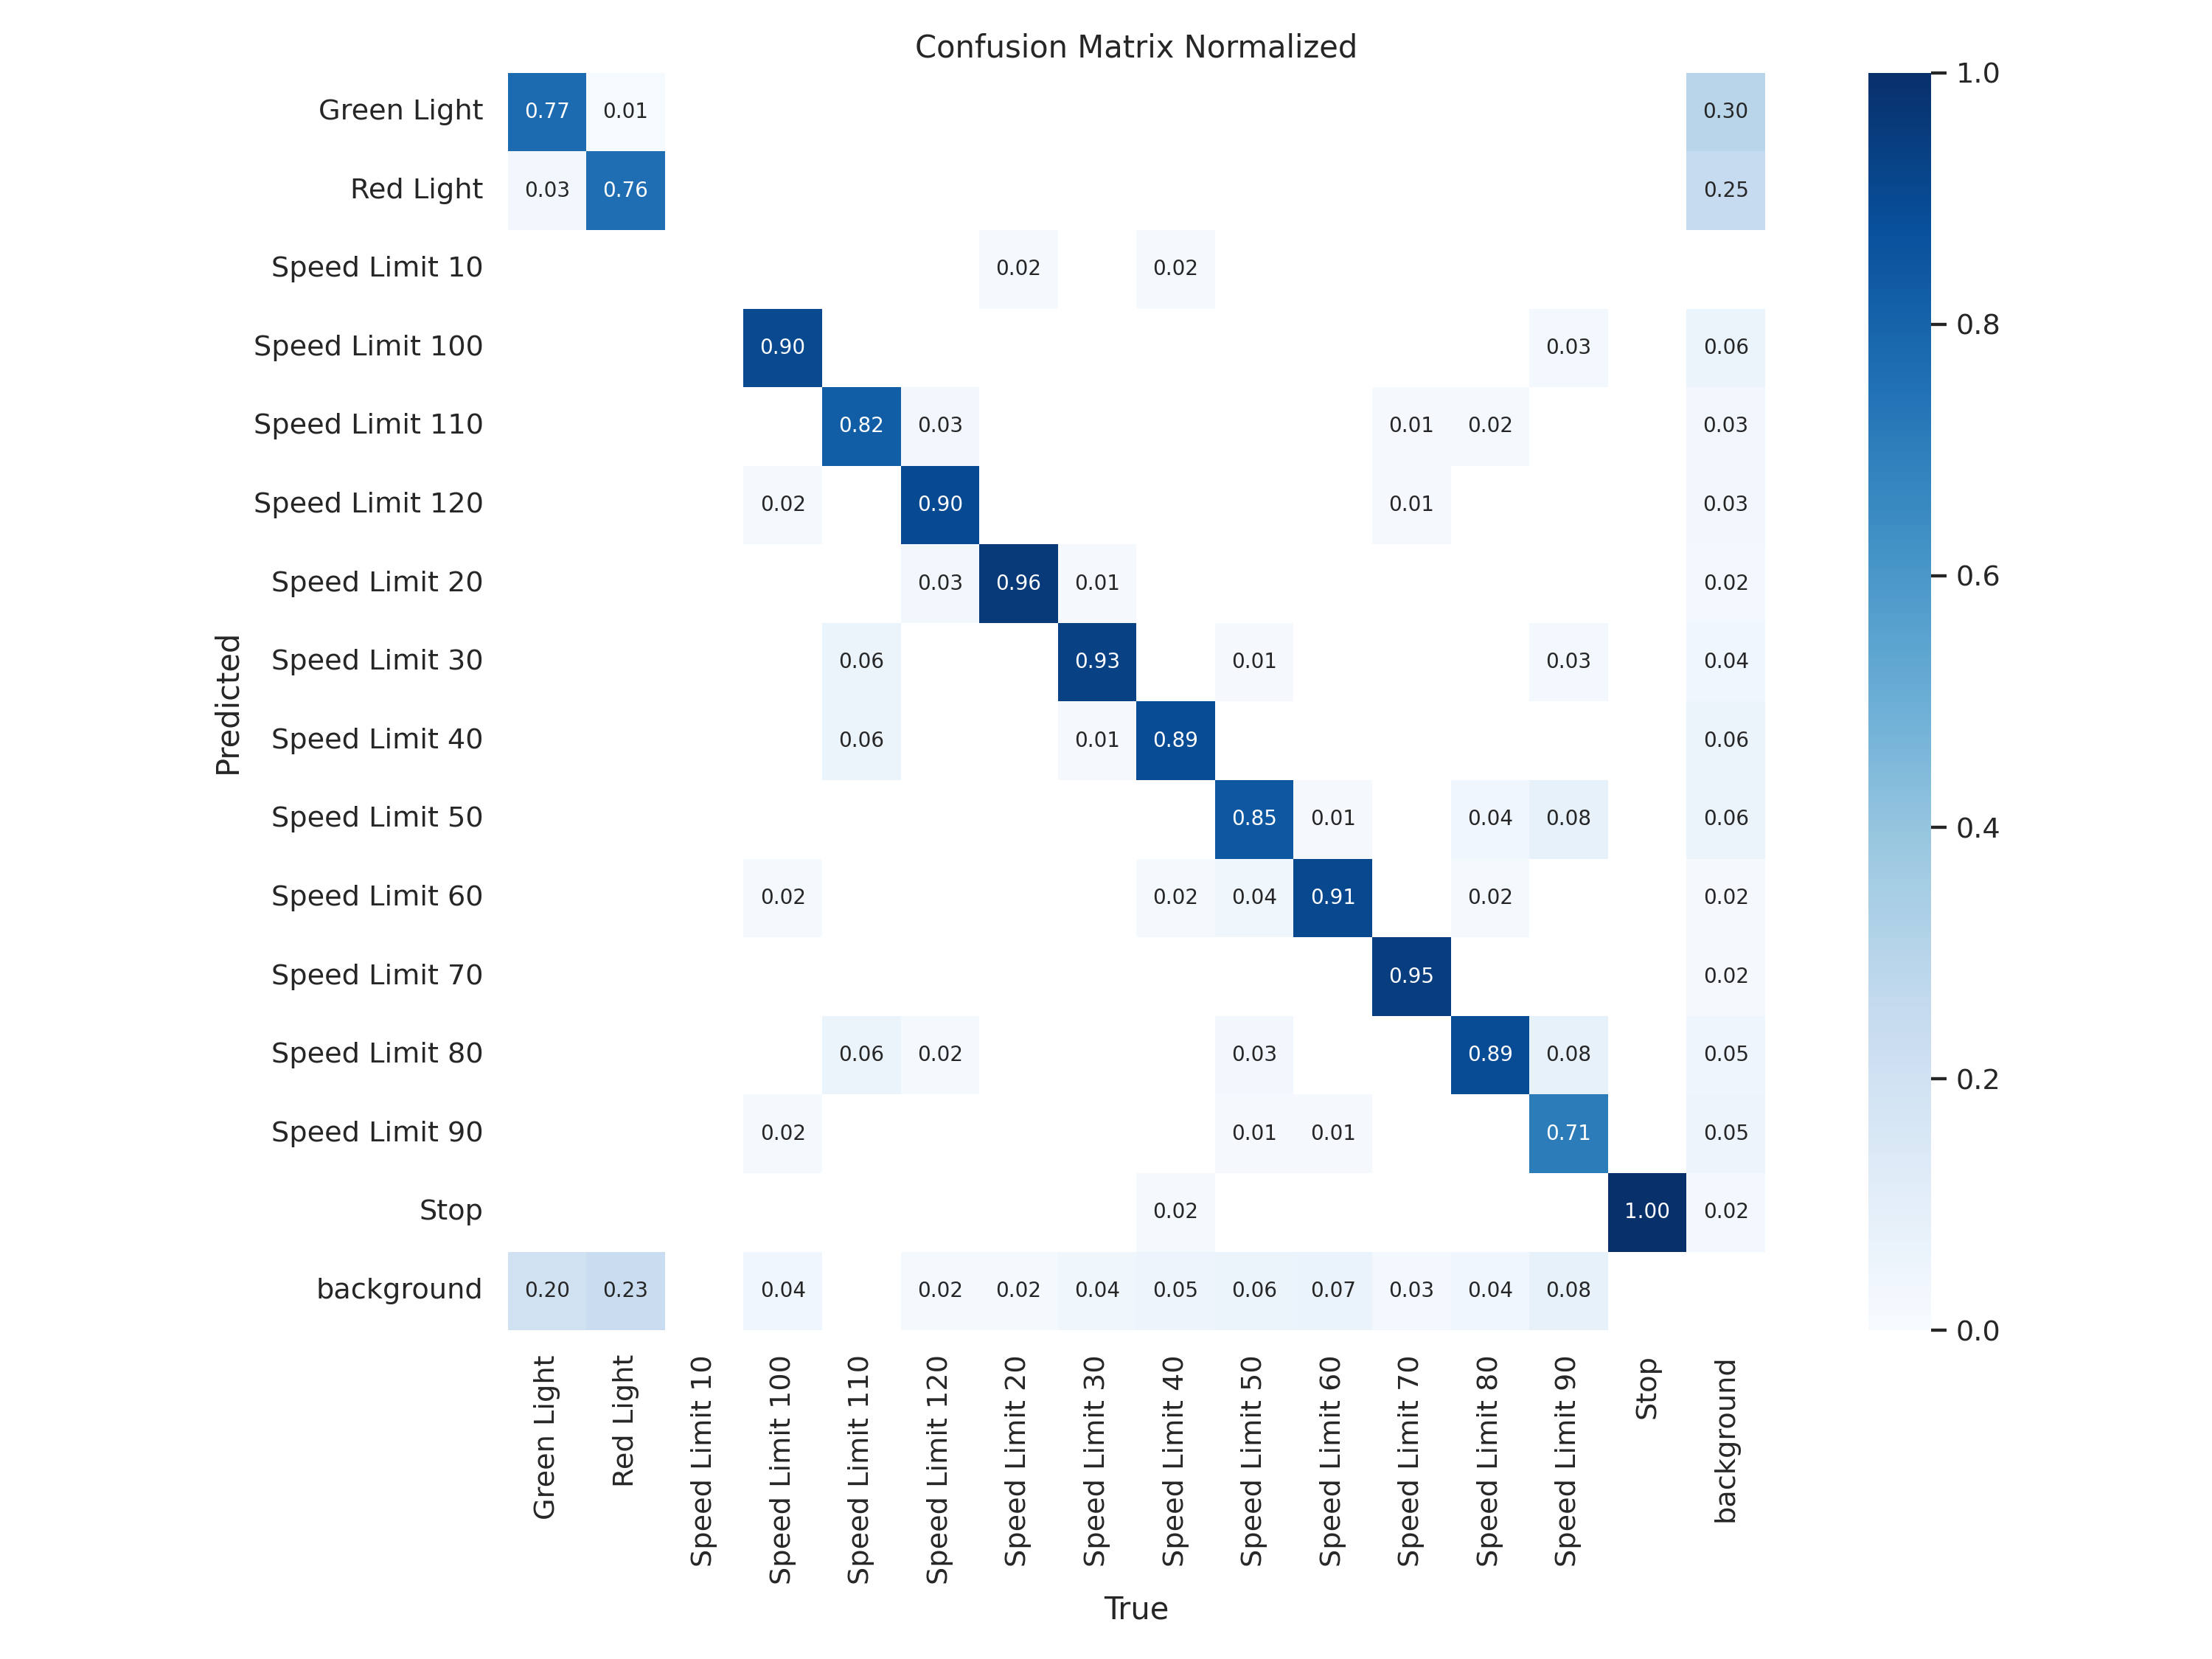 Confusion Matrix Normalized
Green Light 0.77 0.01 0.30 1.0
Red Light 0.03 0.76 0.25
Speed Limit 10 0.02 0.02
Speed Limit 100 0.90 0.03 0.06 0.8
Speed Limit 110 0.82 0.03 0.01 0.02 0.03
Speed Limit 120 0.02 0.90 0.01 0.03
Speed Limit 20 0.03 0.96 0.01 0.02 0.6
Speed Limit 30 0.06 0.93 0.01 0.03 0.04
Predicted
Speed Limit 40 0.06 0.01 0.89 0.06
Speed Limit 50 0.85 0.01 0.04 0.08 0.06 0.4
Speed Limit 60 0.02 0.02 0.04 0.91 0.02 0.02
Speed Limit 70 0.95 0.02
Speed Limit 80 0.06 0.02 0.03 0.89 0.08 0.05 0.2
Speed Limit 90 0.02 0.01 0.01 0.71 0.05
Stop 0.02 1.00 0.02
background 0.20 0.23 0.04 0.02 0.02 0.04 0.05 0.06 0.07 0.03 0.04 0.08 0.0
Green Light
Red Light
Speed Limit 10
Speed Limit 100
Speed Limit 110
Speed Limit 120
Speed Limit 20
Speed Limit 30
Speed Limit 40
Speed Limit 50
Speed Limit 60
Speed Limit 70
Speed Limit 80
Speed Limit 90
Stop
background
True